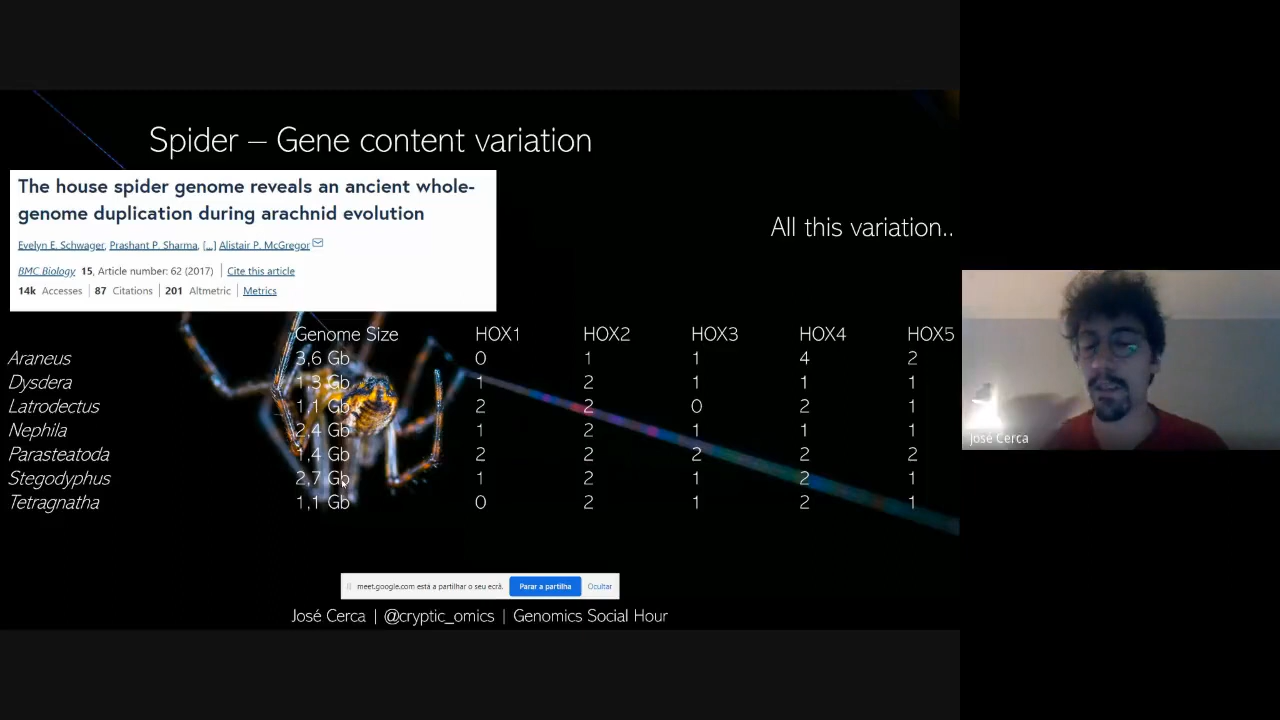 Spider – Gene content variation
The house spider genome reveals an ancient whole-
genome duplication during arachnid evolution
Evelyn E. Schwager, Prashant P. Sharma, [...] Alistair P. McGregor
BMC Biology 15, Article number: 62 (2017) | Cite this article
14k Accesses | 87 Citations | 201 Altmetric | Metrics
All this variation..
Genome Size HOX1 HOX2 HOX3 HOX4 HOX5
Araneus 3,6 Gb 0 1 1 4 2
Dysdera 1,3 Gb 1 2 1 1 1
Latrodectus 1,1 Gb 2 2 0 2 1
Nephila 2,4 Gb 1 2 1 1 1
Parasteatoda 1,4 Gb 2 2 2 2 2
Stegodyphus 2,7 Gb 1 2 1 2 1
Tetragnatha 1,1 Gb 0 2 1 2 1
José Cerca
meet.google.com está a partilhar o seu ecrã. Parar a partilha Ocultar
José Cerca | @cryptic_omics | Genomics Social Hour